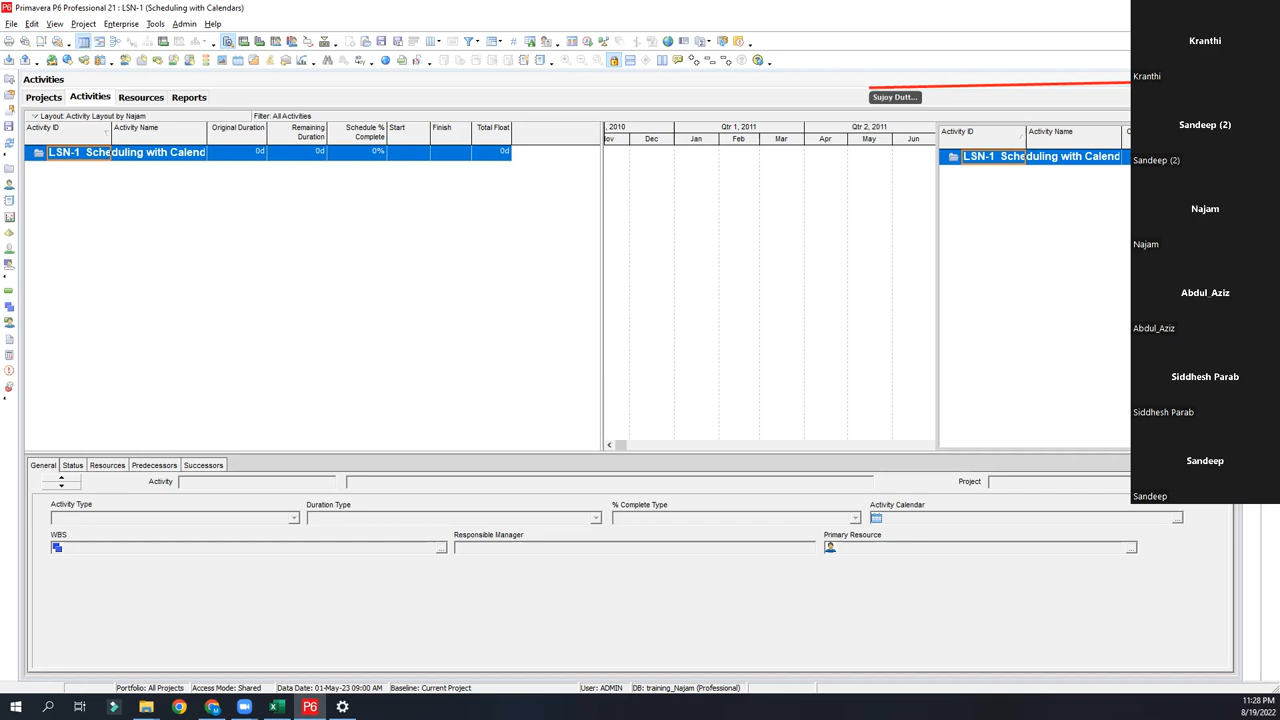 Primavera P6 Professional 21 : LSN-1 (Scheduling with Calendars)
File Edit View Project Enterprise Tools Admin Help
Activities
Projects Activities Resources Reports
Layout: Activity Layout by Najam Filter: All Activities
Activity ID Activity Name Original Duration Remaining Duration Schedule % Complete Start Finish Total Float
LSN-1 Scheduling with Calend 0d 0d 0% 0d
, 2010 Qtr 1, 2011 Qtr 2, 2011
ov Dec Jan Feb Mar Apr May Jun
Activity ID Activity Name
LSN-1 Scheduling with Calend
Sujoy Dutt...
Kranthi
Kranthi
Sandeep (2)
Sandeep (2)
Najam
Najam
Abdul_Aziz
Abdul_Aziz
Siddhesh Parab
Siddhesh Parab
Sandeep
Sandeep
General Status Resources Predecessors Successors
Activity Project
Activity Type Duration Type % Complete Type Activity Calendar
WBS Responsible Manager Primary Resource
Portfolio: All Projects Access Mode: Shared Data Date: 01-May-23 09:00 AM Baseline: Current Project User: ADMIN DB: training_Najam (Professional)
P6
11:28 PM
8/19/2022